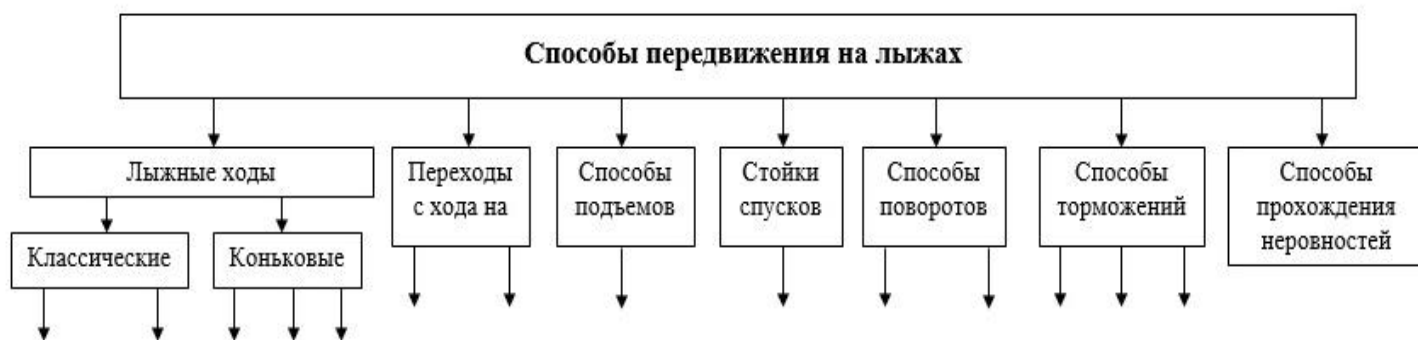 Способы передвижения на лыжах
Лыжные ходы
Переходы
с хода на
Способы
подъемов
Стойки
спусков
Способы
поворотов
Способы
торможений
Способы
прохождения
неровностей
Классические
Коньковые